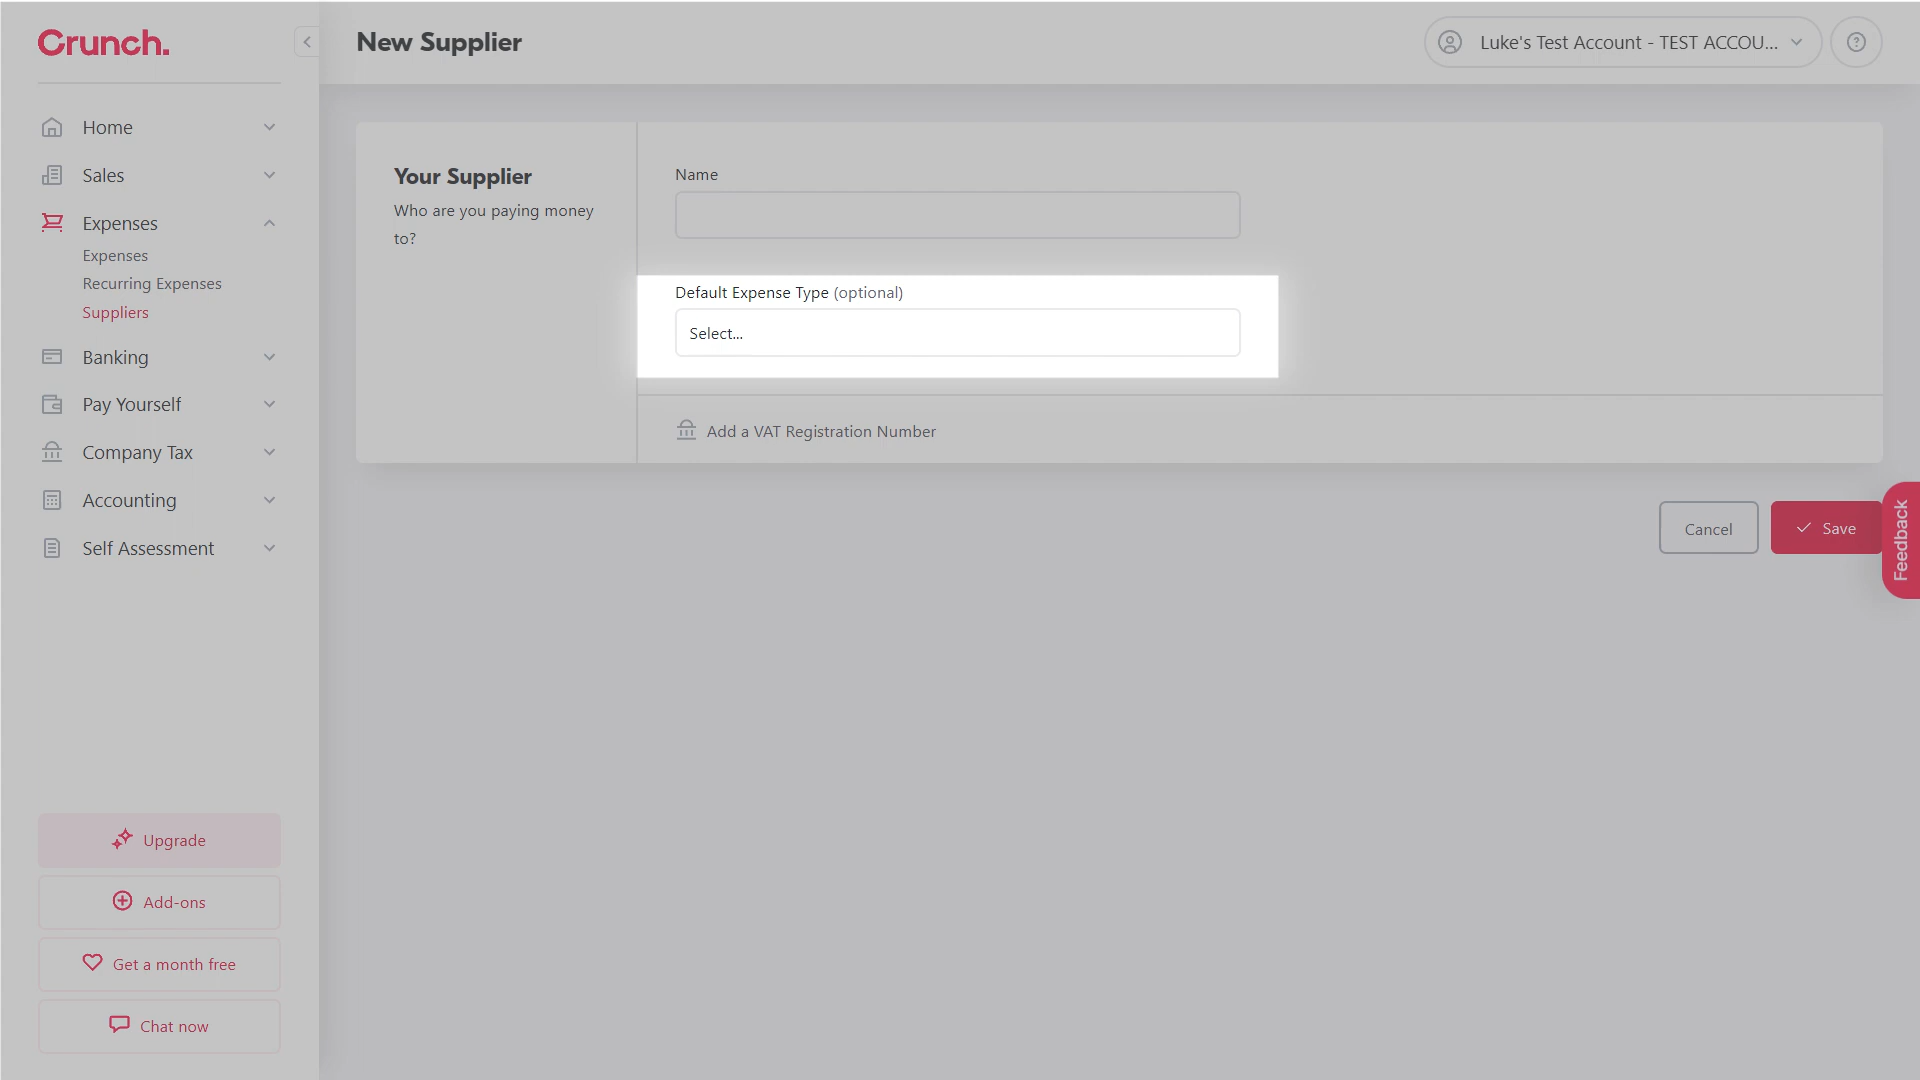 Crunch.
New Supplier
Luke's Test Account - TEST ACCOU...
Home
Sales
Expenses
Expenses
Recurring Expenses
Suppliers
Banking
Pay Yourself
Company Tax
Accounting
Self Assessment
Upgrade
Add-ons
Get a month free
Chat now
Your Supplier
Who are you paying money
to?
Name
Default Expense Type (optional)
Select...
Add a VAT Registration Number
Cancel
Save
Feedback